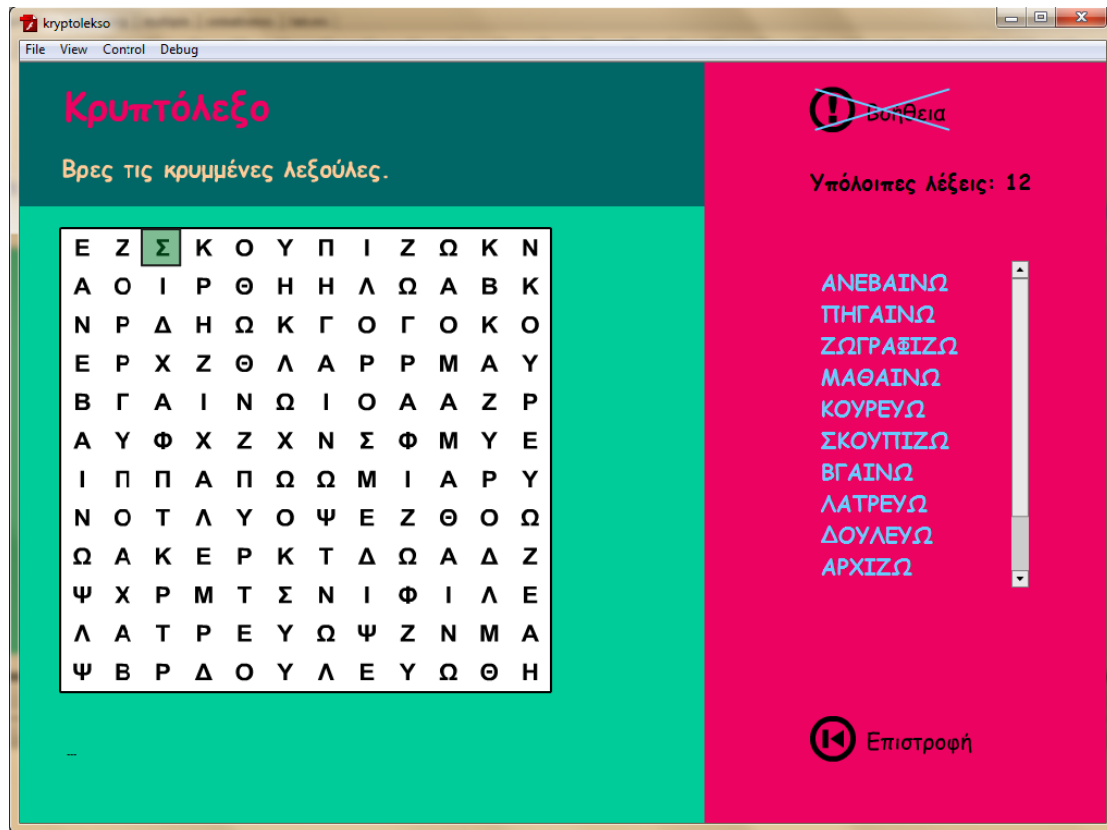 kryptolekso
File View Control Debug
Κρυπτόλεξο
Βρες τις κρυμμένες λεξούλες.
Βοήθεια
Υπόλοιπες λέξεις: 12
Ε Ζ Σ Κ Ο Υ Π Ι Ζ Ω Κ Ν
Α Ο Ι Ρ Θ Η Η Λ Ω Α Β Κ
Ν Ρ Δ Η Ω Κ Γ Ο Γ Ο Κ Ο
Ε Ρ Χ Ζ Θ Λ Α Ρ Ρ Μ Α Υ
Β Γ Α Ι Ν Ω Ι Ο Α Α Ζ Ρ
Α Υ Φ Χ Ζ Χ Ν Σ Φ Μ Υ Ε
Ι Π Π Α Π Ω Ω Μ Ι Α Ρ Υ
Ν Ο Τ Λ Υ Ο Ψ Ε Ζ Θ Ο Ω
Ω Α Κ Ε Ρ Κ Τ Δ Ω Α Δ Ζ
Ψ Χ Ρ Μ Τ Σ Ν Ι Φ Ι Λ Ε
Λ Α Τ Ρ Ε Υ Ω Ψ Ζ Ν Μ Α
Ψ Β Ρ Δ Ο Υ Λ Ε Υ Ω Θ Η
ΑΝΕΒΑΙΝΩ
ΠΗΓΑΙΝΩ
ΖΩΓΡΑΦΙΖΩ
ΜΑΘΑΙΝΩ
ΚΟΥΡΕΥΩ
ΣΚΟΥΠΙΖΩ
ΒΓΑΙΝΩ
ΛΑΤΡΕΥΩ
ΔΟΥΛΕΥΩ
ΑΡΧΙΖΩ
Επιστροφή